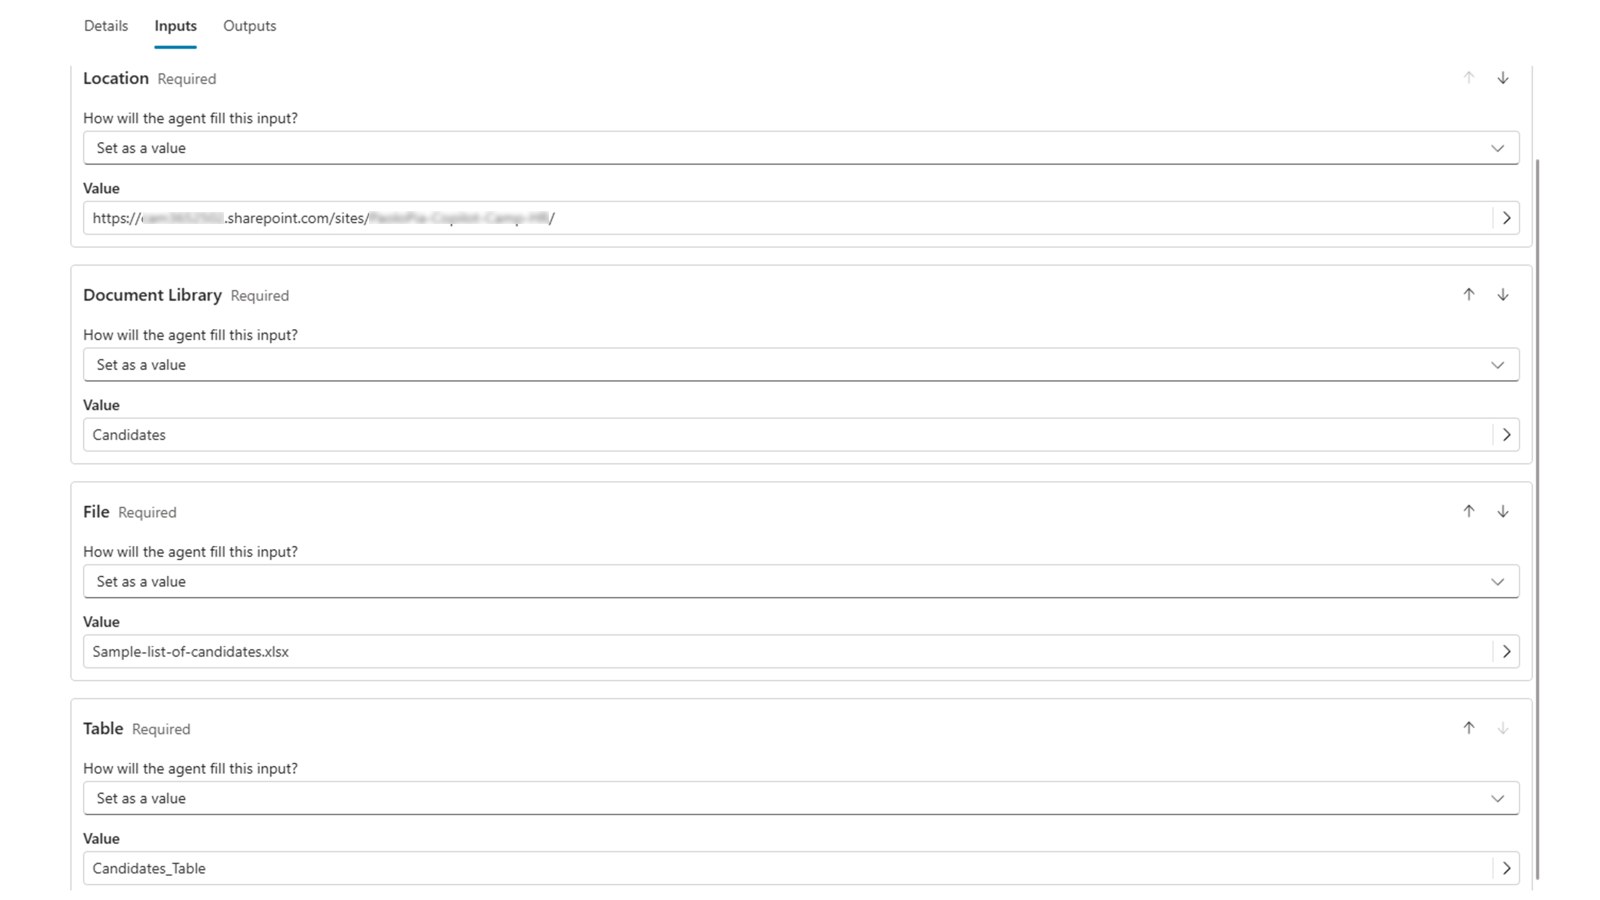 Details Inputs Outputs
Location Required
How will the agent fill this input?
Set as a value
Value
https:// .sharepoint.com/sites/ /
Document Library Required
How will the agent fill this input?
Set as a value
Value
Candidates
File Required
How will the agent fill this input?
Set as a value
Value
Sample-list-of-candidates.xlsx
Table Required
How will the agent fill this input?
Set as a value
Value
Candidates_Table